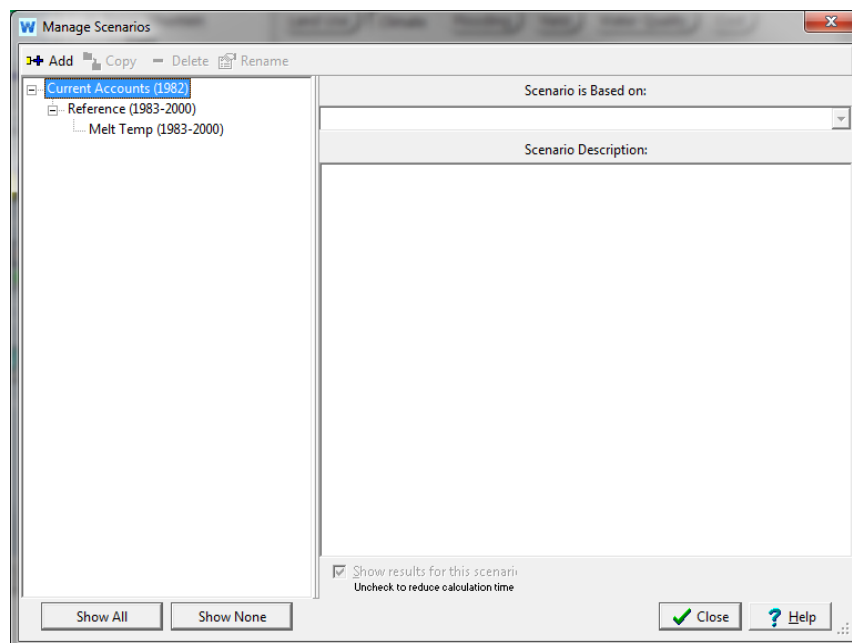 Manage Scenarios
Add Copy Delete Rename
Current Accounts (1982)
Reference (1983-2000)
Melt Temp (1983-2000)
Scenario is Based on:
Scenario Description:
Show results for this scenari
Uncheck to reduce calculation time
Show All Show None Close Help